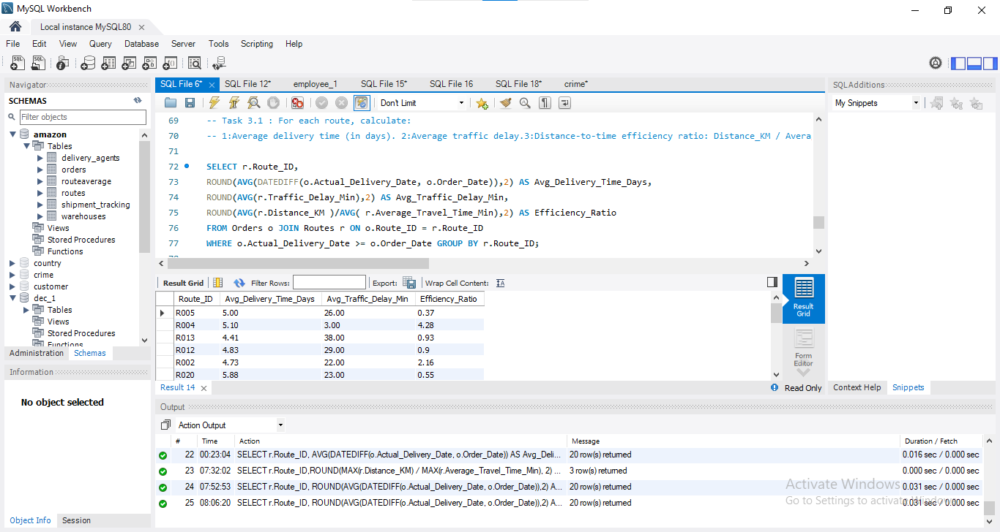 MySQL Workbench
Local instance MySQL80
File Edit View Query Database Server Tools Scripting Help
Navigator
SCHEMAS
Filter objects
amazon
Tables
delivery_agents
orders
routeaverage
routes
shipment_tracking
warehouses
Views
Stored Procedures
Functions
country
crime
customer
dec_1
Tables
Views
Stored Procedures
Functions
Administration Schemas
Information
No object selected
Object Info Session
SQL File 6* SQL File 12* employee_1 SQL File 15* SQL File 16 SQL File 18* crime*
Don't Limit
69 -- Task 3.1 : For each route, calculate:
70 -- 1:Average delivery time (in days). 2:Average traffic delay.3:Distance-to-time efficiency ratio: Distance_KM / Avera
71
72 SELECT r.Route_ID,
73 ROUND(AVG(DATEDIFF(o.Actual_Delivery_Date, o.Order_Date)),2) AS Avg_Delivery_Time_Days,
74 ROUND(AVG(r.Traffic_Delay_Min),2) AS Avg_Traffic_Delay_Min,
75 ROUND(AVG(r.Distance_KM )/AVG( r.Average_Travel_Time_Min),2) AS Efficiency_Ratio
76 FROM Orders o JOIN Routes r ON o.Route_ID = r.Route_ID
77 WHERE o.Actual_Delivery_Date >= o.Order_Date GROUP BY r.Route_ID;
Result Grid Filter Rows: Export: Wrap Cell Content:
Route_ID Avg_Delivery_Time_Days Avg_Traffic_Delay_Min Efficiency_Ratio
R005 5.00 26.00 0.37
R004 5.10 3.00 4.28
R013 4.41 38.00 0.93
R012 4.83 29.00 0.9
R002 4.73 22.00 2.16
R020 5.88 23.00 0.55
Result Grid
Form Editor
Result 14
Read Only
SQLAdditions
My Snippets
Context Help Snippets
Output
Action Output
# Time Action Message Duration / Fetch
22 00:23:04 SELECT r.Route_ID, AVG(DATEDIFF(o.Actual_Delivery_Date, o.Order_Date)) AS Avg_Deli... 20 row(s) returned 0.016 sec / 0.000 sec
23 07:32:02 SELECT r.Route_ID,ROUND(MAX(r.Distance_KM) / MAX(r.Average_Travel_Time_Min), 2) ... 3 row(s) returned 0.000 sec / 0.000 sec
24 07:52:53 SELECT r.Route_ID, ROUND(AVG(DATEDIFF(o.Actual_Delivery_Date, o.Order_Date)),2) A... 20 row(s) returned 0.031 sec / 0.000 sec
25 08:06:20 SELECT r.Route_ID, ROUND(AVG(DATEDIFF(o.Actual_Delivery_Date, o.Order_Date)),2) A... 20 row(s) returned 0.031 sec / 0.000 sec
Activate Windows
Go to Settings to activate Windows.